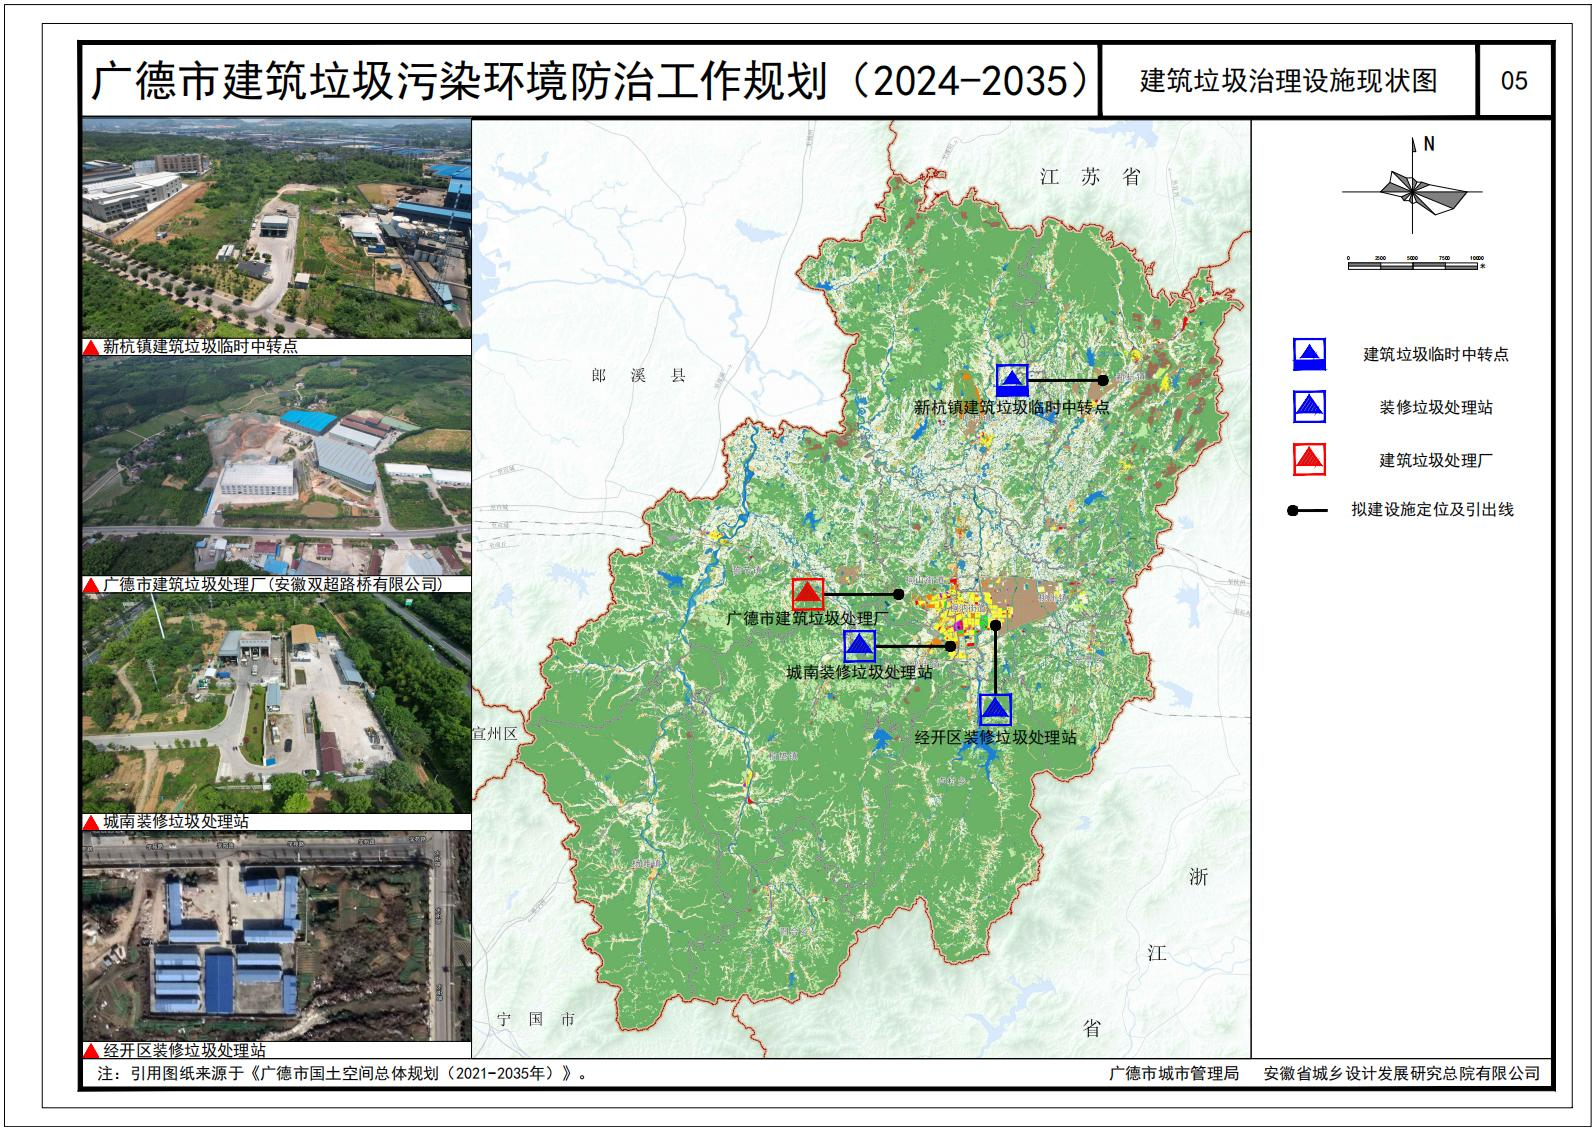 广德市建筑垃圾污染环境防治工作规划（2024-2035）
建筑垃圾治理设施现状图
05
新杭镇建筑垃圾临时中转点
广德市建筑垃圾处理厂(安徽双超路桥有限公司)
城南装修垃圾处理站
经开区装修垃圾处理站
江 苏 省
郎 溪 县
新杭镇建筑垃圾临时中转点
广德市建筑垃圾处理厂
城南装修垃圾处理站
宣州区
经开区装修垃圾处理站
浙
江
省
宁 国 市
N
0 2500 5000 7500 10000 米
建筑垃圾临时中转点
装修垃圾处理站
建筑垃圾处理厂
拟建设施定位及引出线
注：引用图纸来源于《广德市国土空间总体规划（2021-2035年）》。
广德市城市管理局 安徽省城乡设计发展研究总院有限公司